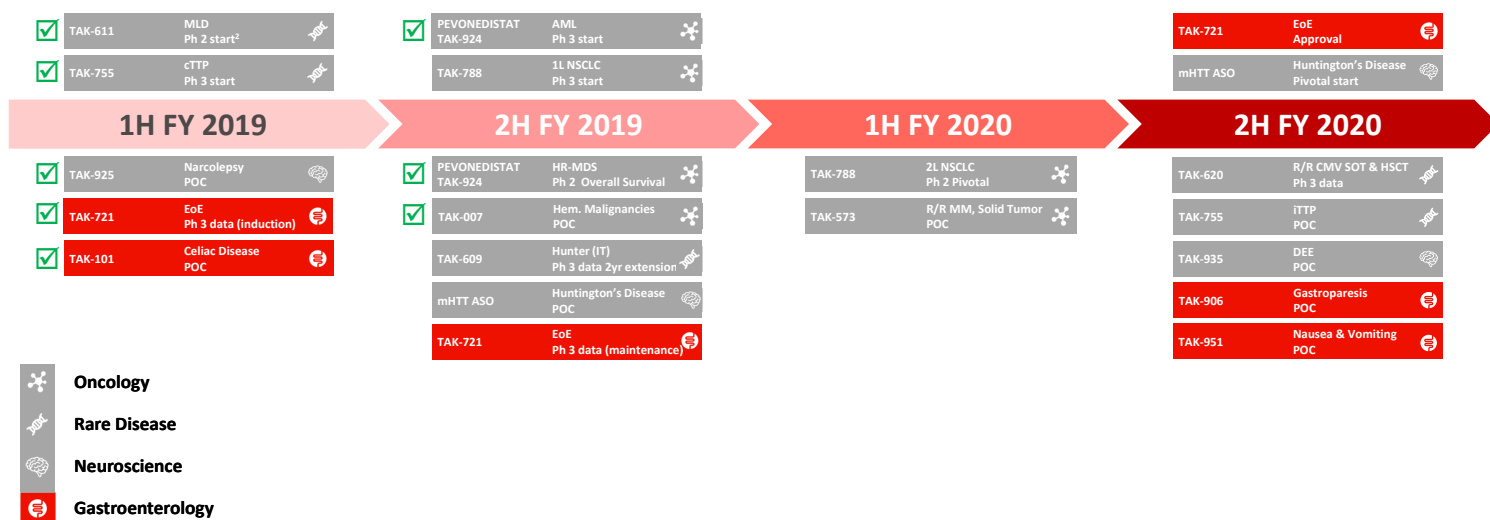 TAK-611 MLD
Ph 2 start²
TAK-755 cTTP
Ph 3 start
PEVONEDISTAT AML
TAK-924 Ph 3 start
TAK-788 1L NSCLC
Ph 3 start
TAK-721 EoE
Approval
mHTT ASO Huntington's Disease
Pivotal start
1H FY 2019 2H FY 2019 1H FY 2020 2H FY 2020
TAK-925 Narcolepsy
POC
TAK-721 EoE
Ph 3 data (induction)
TAK-101 Celiac Disease
POC
PEVONEDISTAT HR-MDS
TAK-924 Ph 2 Overall Survival
TAK-007 Hem. Malignancies
POC
TAK-609 Hunter (IT)
Ph 3 data 2yr extension
mHTT ASO Huntington's Disease
POC
TAK-721 EoE
Ph 3 data (maintenance)
TAK-788 2L NSCLC
Ph 2 Pivotal
TAK-573 R/R MM, Solid Tumor
POC
TAK-620 R/R CMV SOT & HSCT
Ph 3 data
TAK-755 iTTP
POC
TAK-935 DEE
POC
TAK-906 Gastroparesis
POC
TAK-951 Nausea & Vomiting
POC
Oncology
Rare Disease
Neuroscience
Gastroenterology